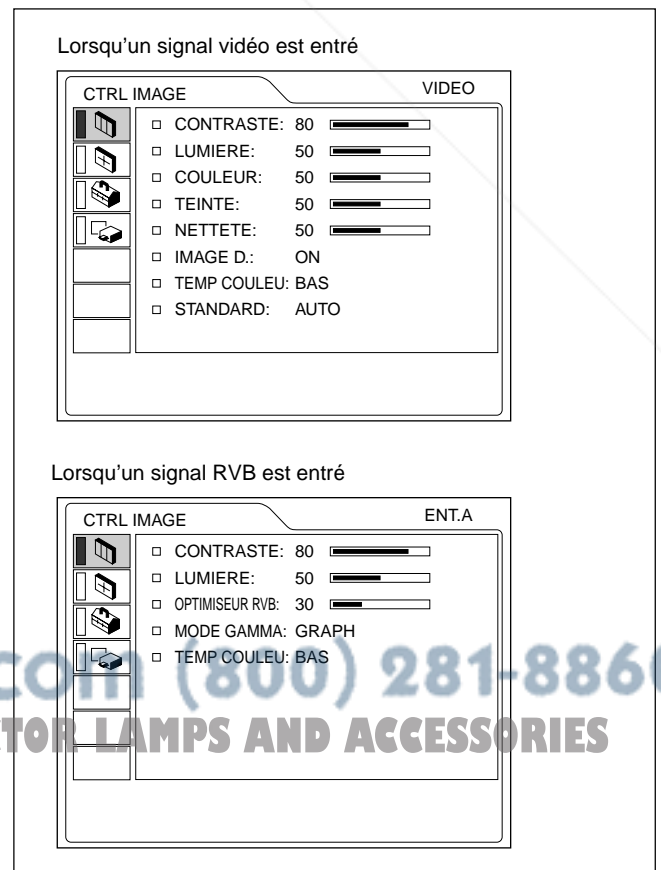 Lorsqu'un signal vidéo est entré
CTRL IMAGE VIDEO
CONTRASTE: 80
LUMIERE: 50
COULEUR: 50
TEINTE: 50
NETTETE: 50
IMAGE D.: ON
TEMP COULEU: BAS
STANDARD: AUTO
Lorsqu'un signal RVB est entré
CTRL IMAGE ENT.A
CONTRASTE: 80
LUMIERE: 50
OPTIMISEUR RVB: 30
MODE GAMMA: GRAPH
TEMP COULEU: BAS
com (800) 281-8860
TOR LAMPS AND ACCESSORIES